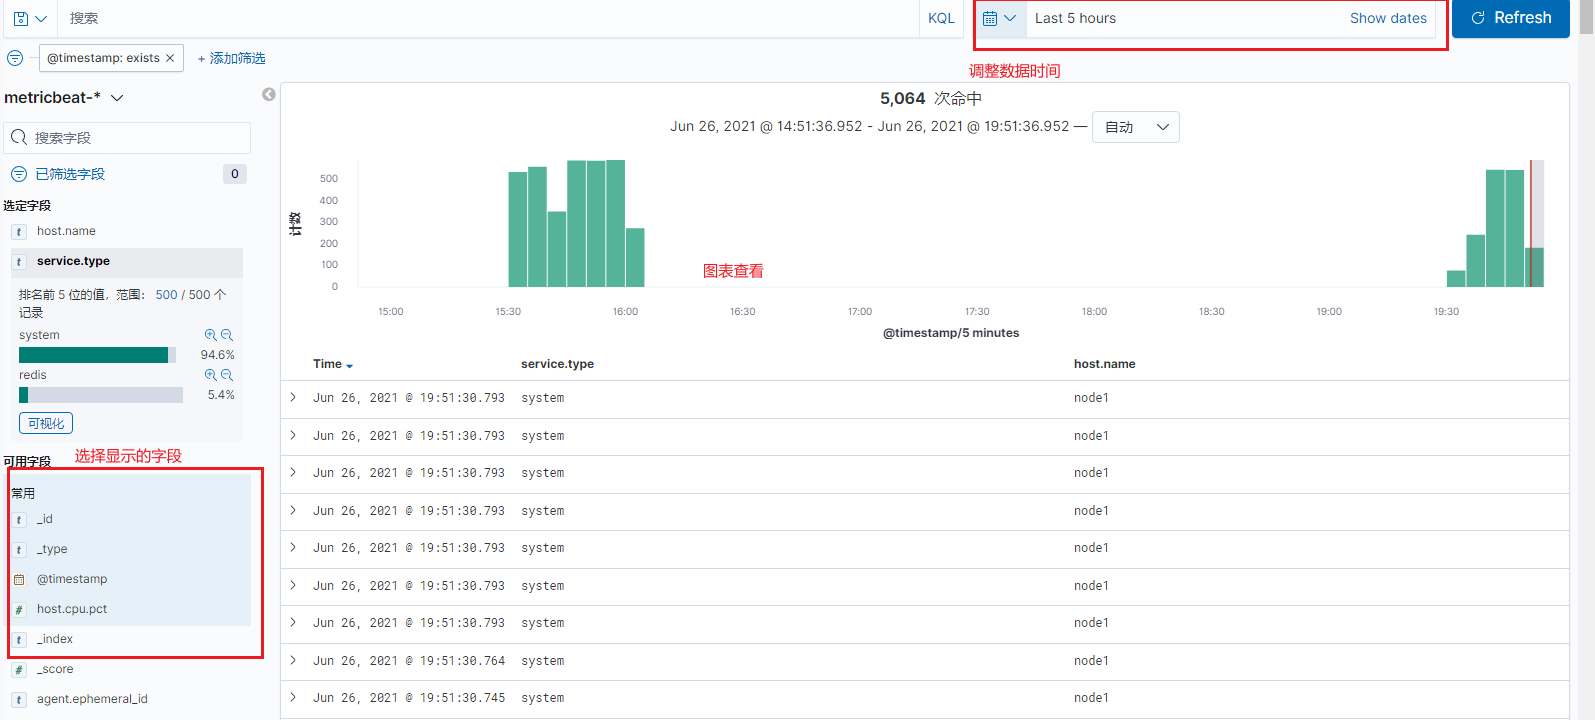 搜索
KQL
Last 5 hours
Show dates
Refresh
@timestamp: exists ×
+ 添加筛选
调整数据时间
metricbeat-*
搜索字段
已筛选字段
0
选定字段
t host.name
t service.type
排名前 5 位的值，范围： 500 / 500 个
记录
system
94.6%
redis
5.4%
可视化
可用字段
选择显示的字段
常用
t _id
t _type
@timestamp
# host.cpu.pct
t _index
# _score
t agent.ephemeral_id
5,064 次命中
Jun 26, 2021 @ 14:51:36.952 - Jun 26, 2021 @ 19:51:36.952 —
自动
计数
500
400
300
200
100
0
图表查看
15:00
15:30
16:00
16:30
17:00
17:30
18:00
18:30
19:00
19:30
@timestamp/5 minutes
Time service.type host.name
Jun 26, 2021 @ 19:51:30.793 system node1
Jun 26, 2021 @ 19:51:30.793 system node1
Jun 26, 2021 @ 19:51:30.793 system node1
Jun 26, 2021 @ 19:51:30.793 system node1
Jun 26, 2021 @ 19:51:30.793 system node1
Jun 26, 2021 @ 19:51:30.793 system node1
Jun 26, 2021 @ 19:51:30.793 system node1
Jun 26, 2021 @ 19:51:30.764 system node1
Jun 26, 2021 @ 19:51:30.745 system node1